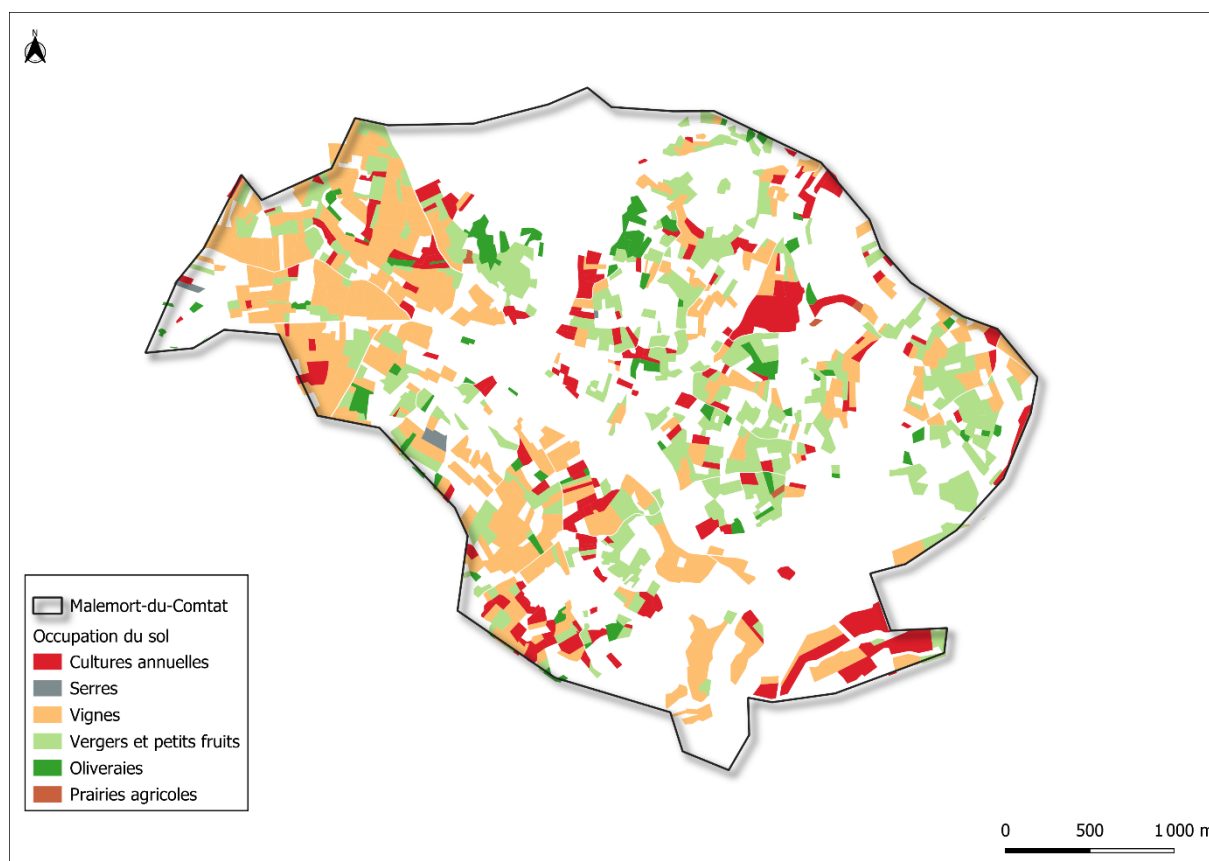 N
Malemort-du-Comtat
Occupation du sol
Cultures annuelles
Serres
Vignes
Vergers et petits fruits
Oliveraies
Prairies agricoles
0 500 1 000 m